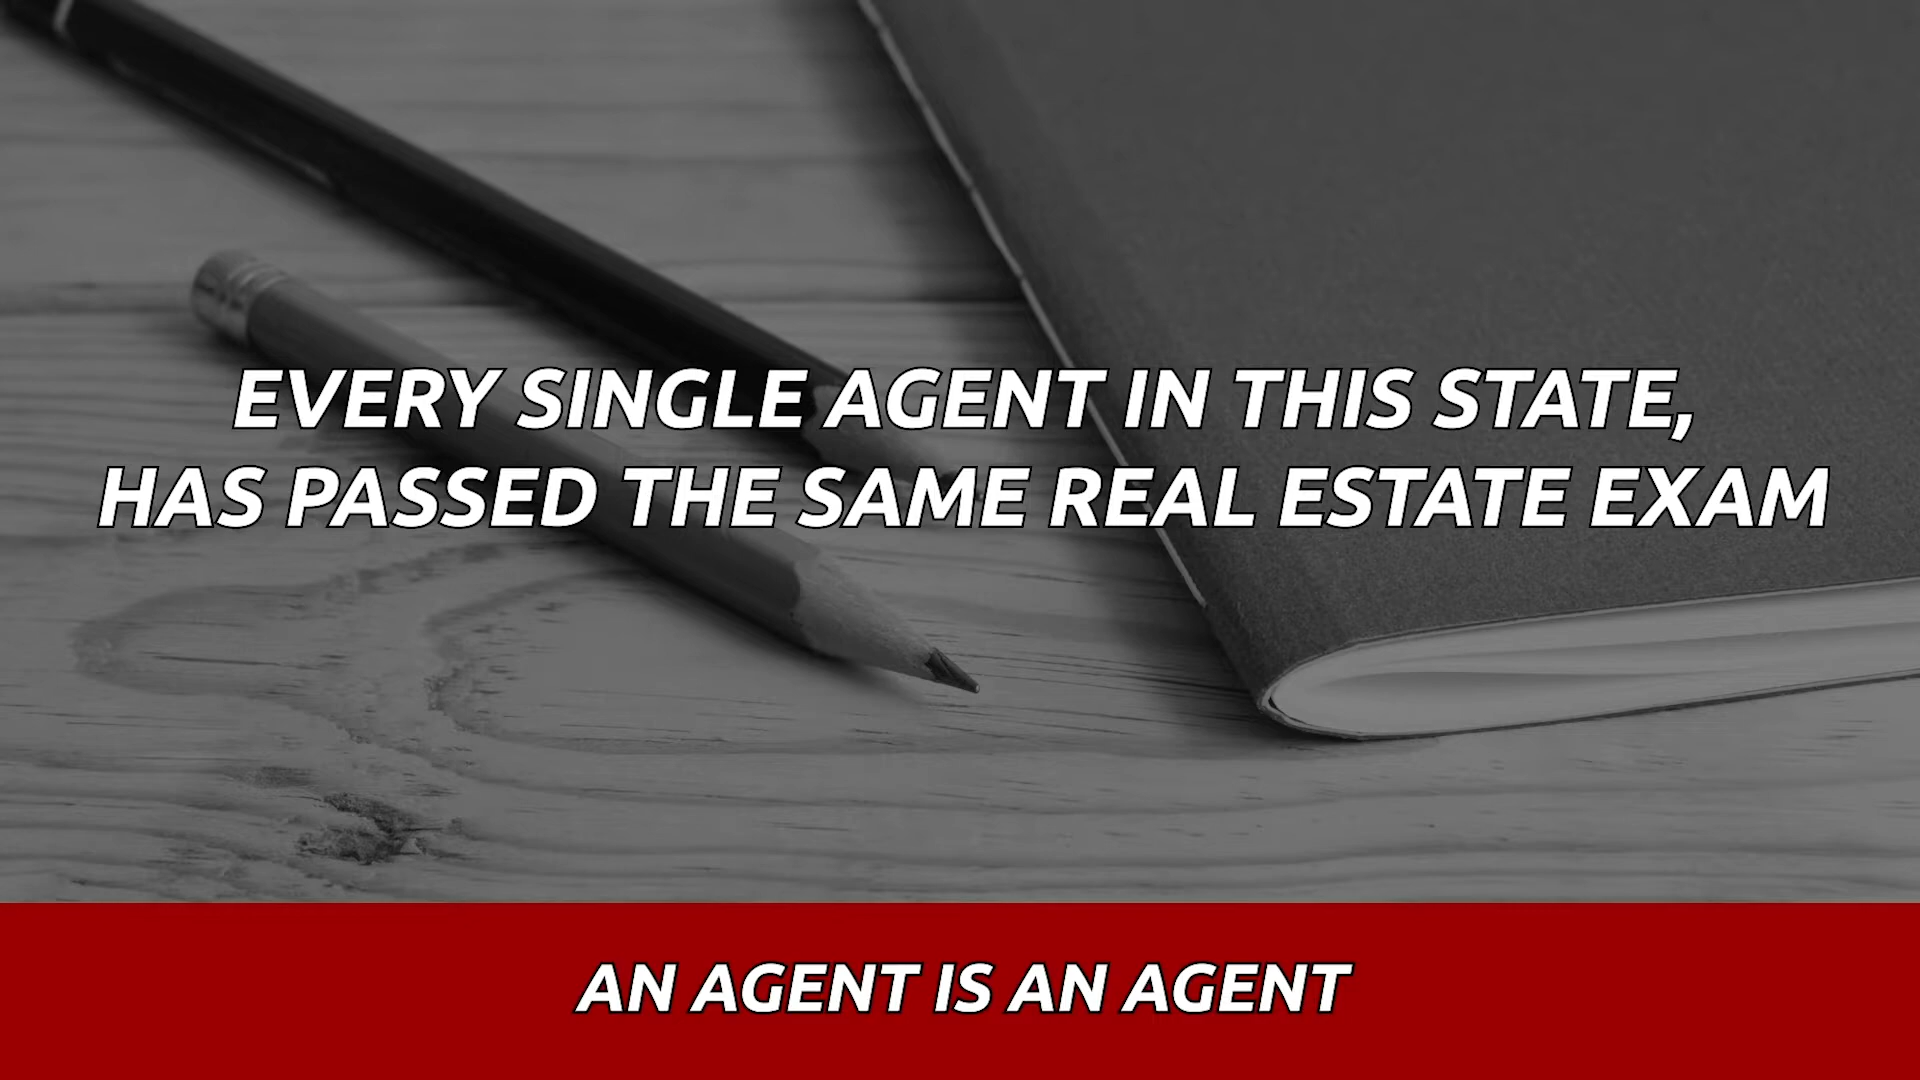 EVERY SINGLE AGENT IN THIS STATE,
HAS PASSED THE SAME REAL ESTATE EXAM
AN AGENT IS AN AGENT